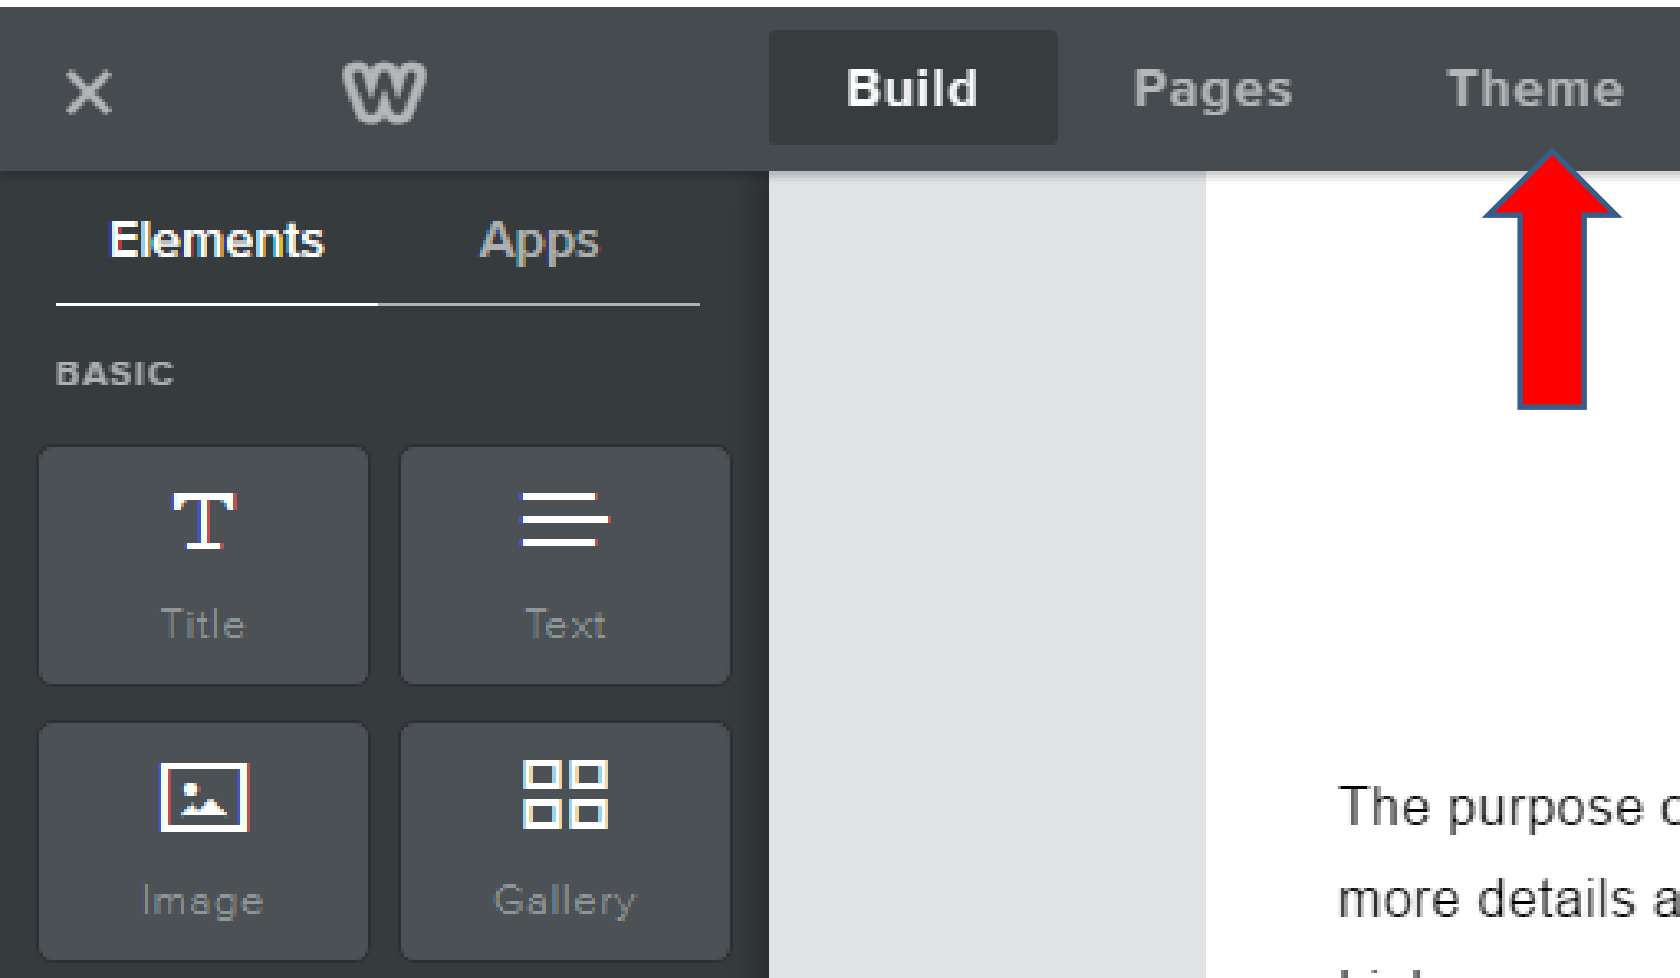 Build Pages Theme
Elements Apps
BASIC
Title Text
Image Gallery
The purpose
more details